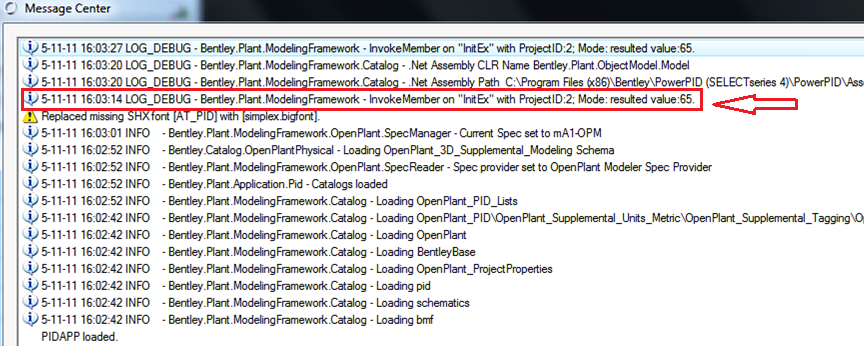 Message Center
5-11-11 16:03:27 LOG_DEBUG - Bentley.Plant.ModelingFramework - InvokeMember on "InitEx" with ProjectID:2; Mode: resulted value:65.
5-11-11 16:03:20 LOG_DEBUG - Bentley.Plant.ModelingFramework.Catalog - .Net Assembly CLR Name Bentley.Plant.ObjectModel.Model
5-11-11 16:03:20 LOG_DEBUG - Bentley.Plant.ModelingFramework.Catalog - .Net Assembly Path C:\Program Files (x86)\Bentley\PowerPID (SELECTseries 4)\PowerPID\Ass
5-11-11 16:03:14 LOG_DEBUG - Bentley.Plant.ModelingFramework - InvokeMember on "InitEx" with ProjectID:2; Mode: resulted value:65.
Replaced missing SHX font [AT_PID] with [simplex.bigfont].
5-11-11 16:03:01 INFO - Bentley.Plant.ModelingFramework.OpenPlant.SpecManager - Current Spec set to mA1-OPM
5-11-11 16:02:52 INFO - Bentley.Catalog.OpenPlantPhysical - Loading OpenPlant_3D_Supplemental_Modeling Schema
5-11-11 16:02:52 INFO - Bentley.Plant.ModelingFramework.OpenPlant.SpecReader - Spec provider set to OpenPlant Modeler Spec Provider
5-11-11 16:02:52 INFO - Bentley.Plant.Application.Pid - Catalogs loaded
5-11-11 16:02:52 INFO - Bentley.Plant.ModelingFramework.Catalog - Loading OpenPlant_PID_Lists
5-11-11 16:02:42 INFO - Bentley.Plant.ModelingFramework.Catalog - Loading OpenPlant_PID\OpenPlant_Supplemental_Units_Metric\OpenPlant_Supplemental_Tagging\Op
5-11-11 16:02:42 INFO - Bentley.Plant.ModelingFramework.Catalog - Loading OpenPlant
5-11-11 16:02:42 INFO - Bentley.Plant.ModelingFramework.Catalog - Loading BentleyBase
5-11-11 16:02:42 INFO - Bentley.Plant.ModelingFramework.Catalog - Loading OpenPlant_ProjectProperties
5-11-11 16:02:42 INFO - Bentley.Plant.ModelingFramework.Catalog - Loading pid
5-11-11 16:02:42 INFO - Bentley.Plant.ModelingFramework.Catalog - Loading schematics
5-11-11 16:02:42 INFO - Bentley.Plant.ModelingFramework.Catalog - Loading bmf
PIDAPP loaded.